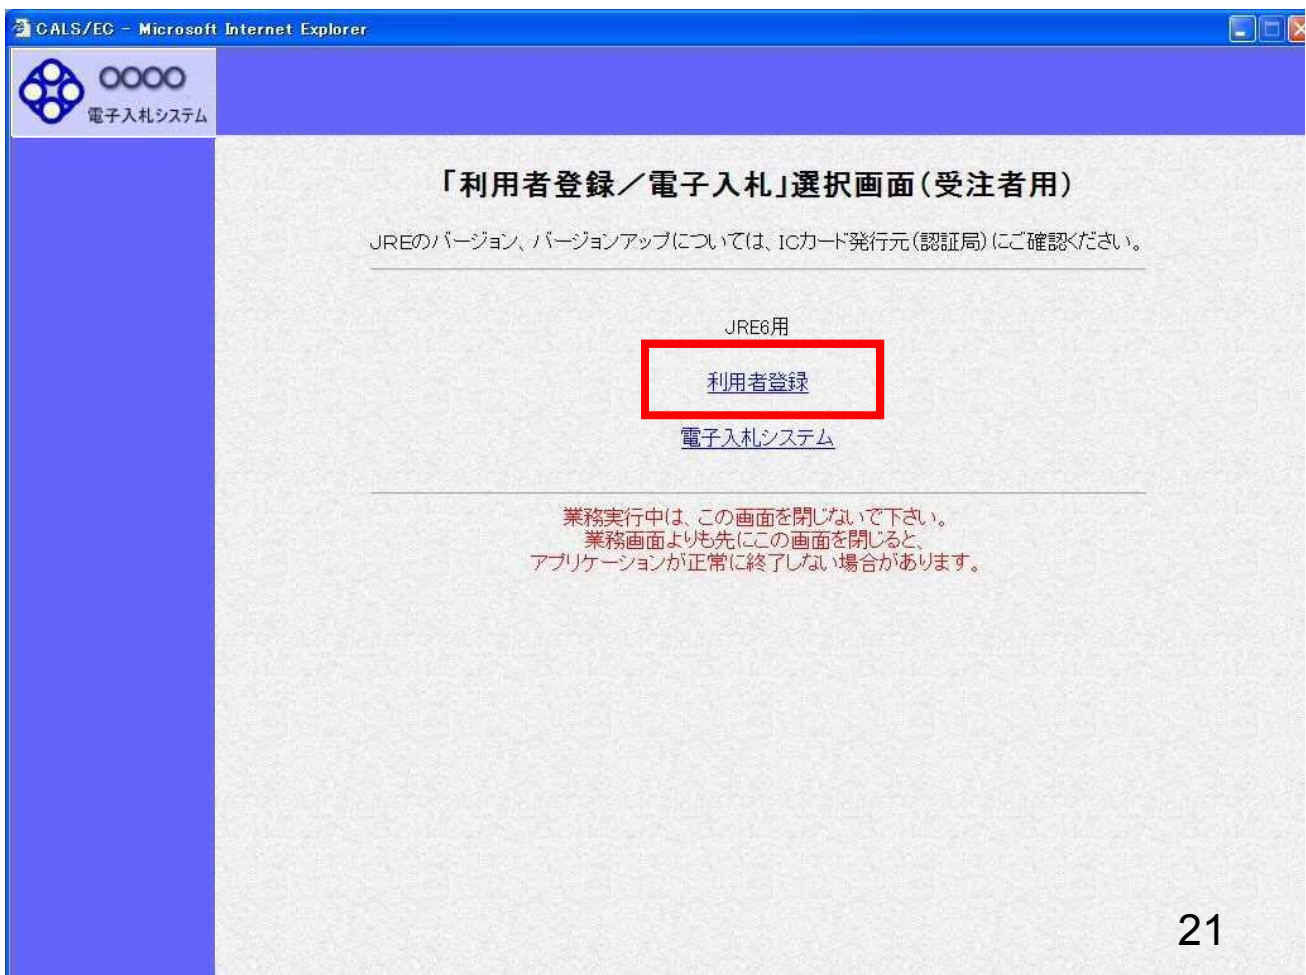 CALS/EC - Microsoft Internet Explorer
OOOO
電子入札システム
「利用者登録／電子入札」選択画面(受注者用)
JREのバージョン、バージョンアップについては、ICカード発行元(認証局)にご確認ください。
JRE6用
利用者登録
電子入札システム
業務実行中は、この画面を閉じないで下さい。
業務画面よりも先にこの画面を閉じると、
アプリケーションが正常に終了しない場合があります。
21